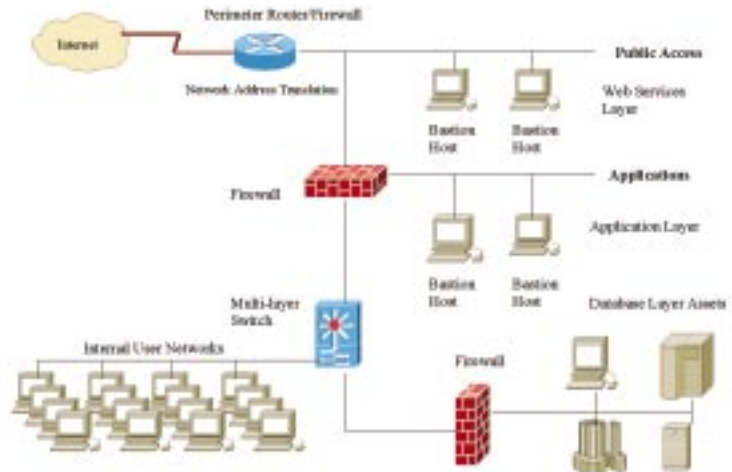 Perimeter Router/Firewall
Internet
Public Access
Network Address Translation
Web Services
Layer
Bastion
Host
Bastion
Host
Applications
Firewall
Application Layer
Bastion
Host
Bastion
Host
Multi-layer
Switch
Database Layer Assets
Internal User Networks
Firewall